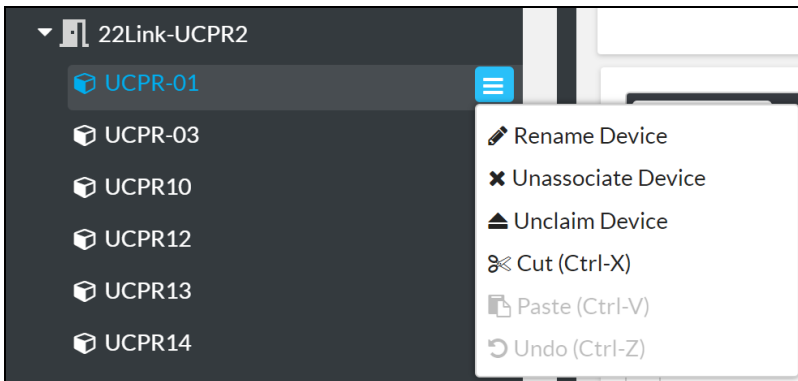 22Link-UCPR2
UCPR-01
UCPR-03
UCPR10
UCPR12
UCPR13
UCPR14
Rename Device
Unassociate Device
Unclaim Device
Cut (Ctrl-X)
Paste (Ctrl-V)
Undo (Ctrl-Z)